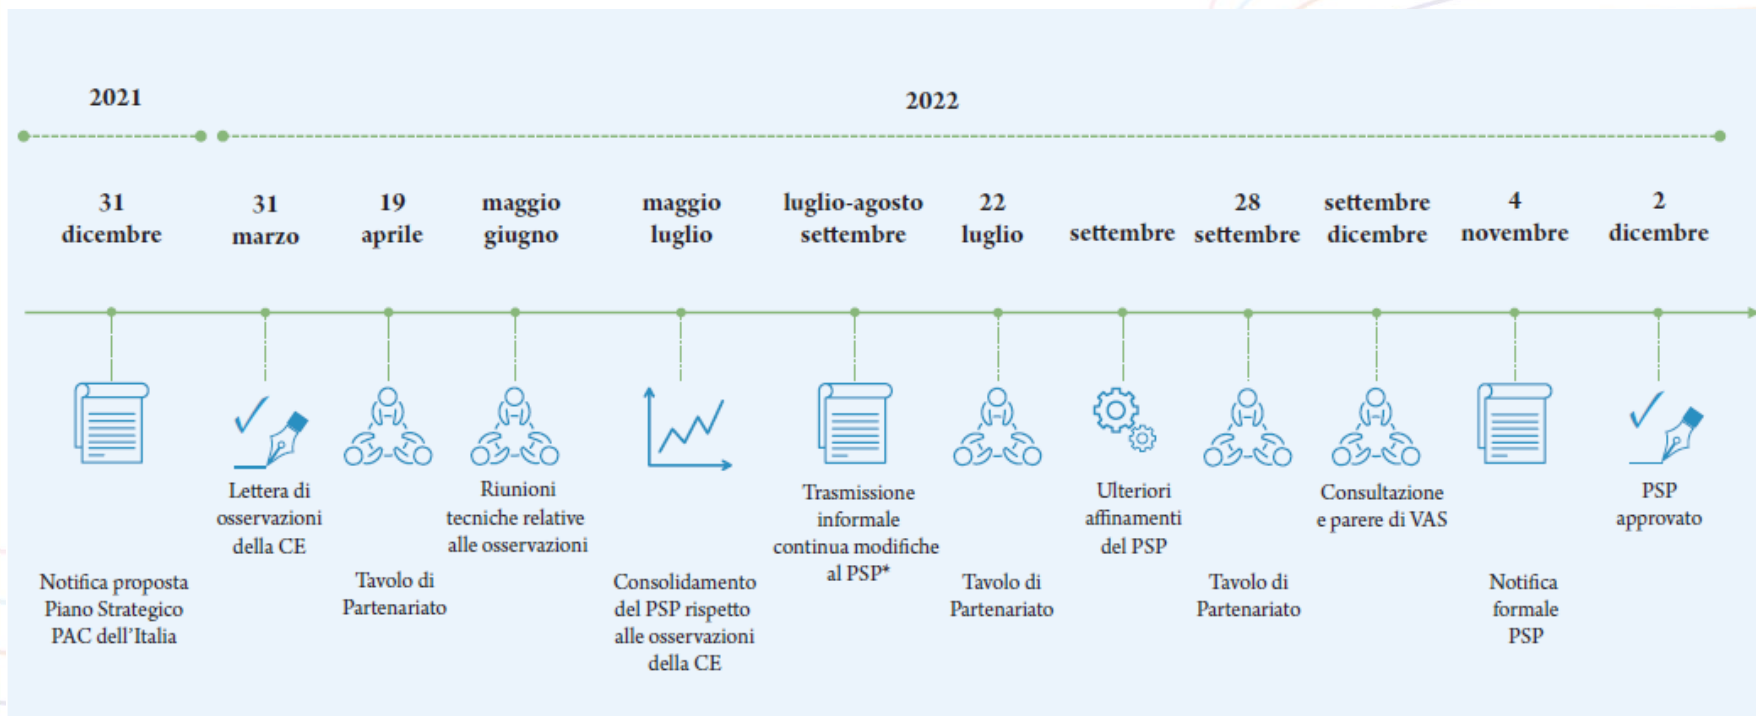 2021
2022
31
dicembre
31
marzo
19
aprile
maggio
giugno
maggio
luglio
luglio-agosto
settembre
22
luglio
settembre
28
settembre
settembre
dicembre
4
novembre
2
dicembre
Notifica proposta
Piano Strategico
PAC dell'Italia
Lettera di
osservazioni
della CE
Tavolo di
Partenariato
Riunioni
tecniche relative
alle osservazioni
Consolidamento
del PSP rispetto
alle osservazioni
della CE
Trasmissione
informale
continua modifiche
al PSP*
Tavolo di
Partenariato
Ulteriori
affinamenti
del PSP
Tavolo di
Partenariato
Consultazione
e parere di VAS
Notifica
formale
PSP
PSP
approvato